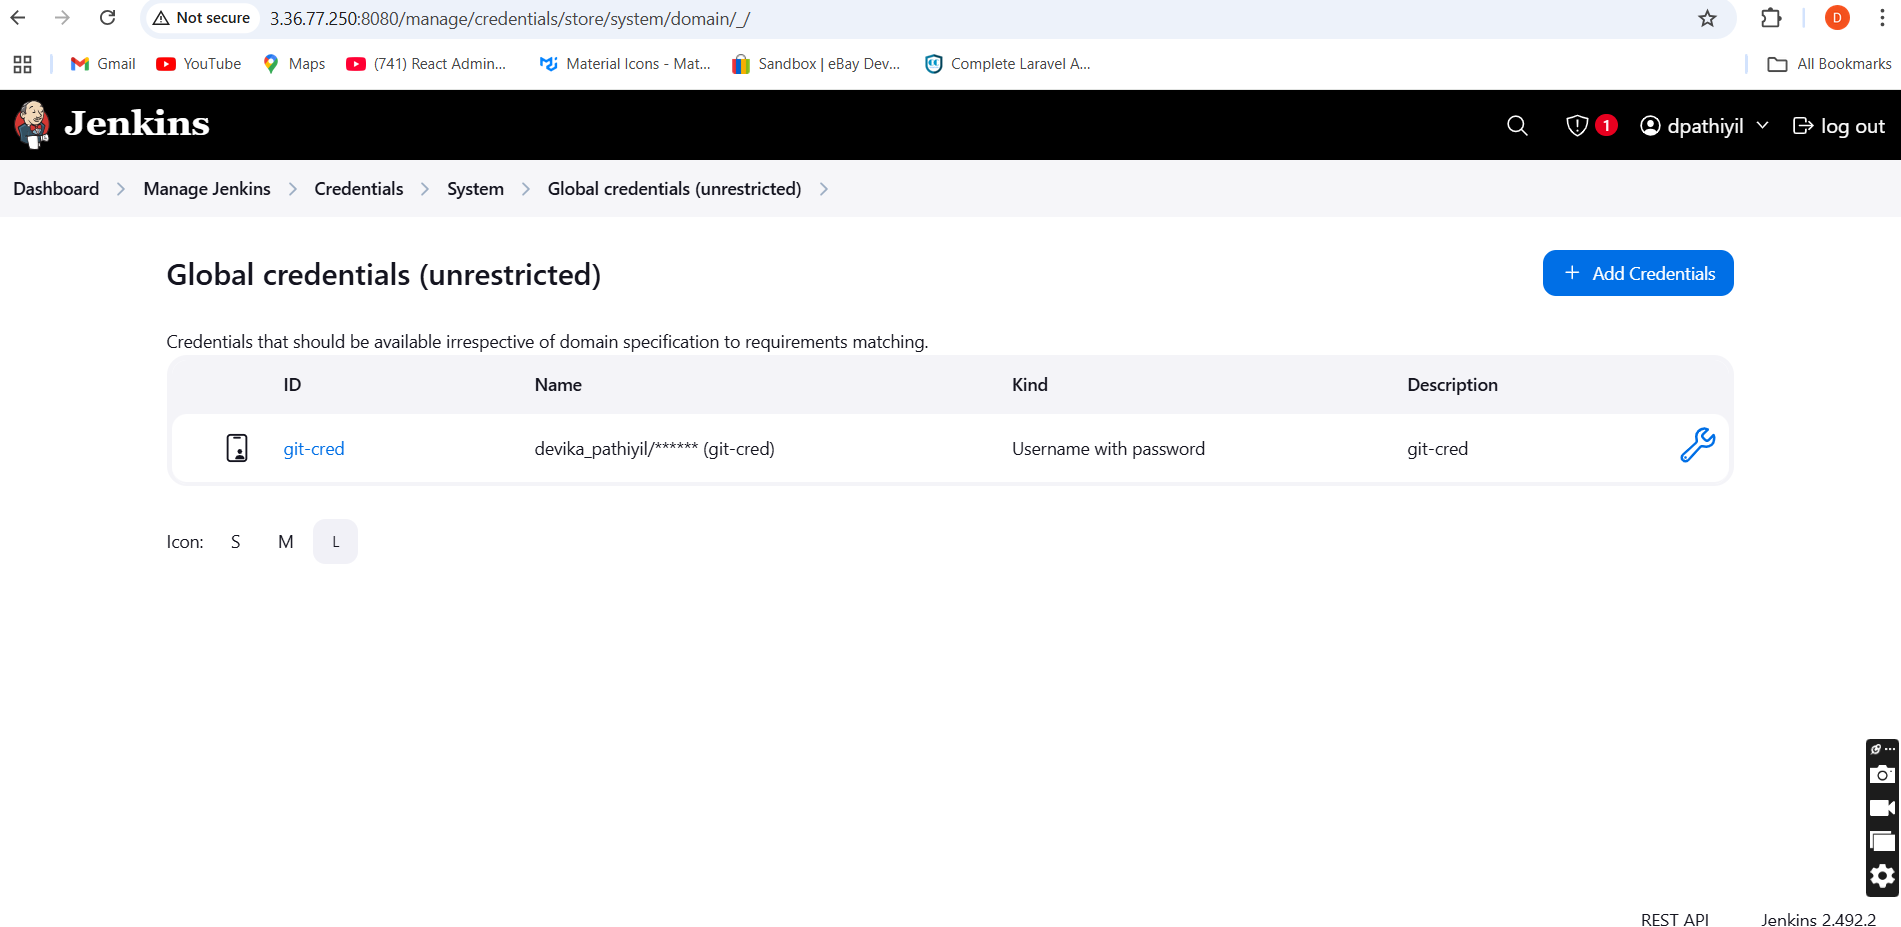 Not secure 3.36.77.250:8080/manage/credentials/store/system/domain/_/ D
Gmail YouTube Maps (741) React Admin... Material Icons - Mat... Sandbox | eBay Dev... Complete Laravel A... All Bookmarks
Jenkins 1 dpathiyil log out
Dashboard Manage Jenkins Credentials System Global credentials (unrestricted)
Global credentials (unrestricted) + Add Credentials
Credentials that should be available irrespective of domain specification to requirements matching.
ID Name Kind Description
git-cred devika_pathiyil/****** (git-cred) Username with password git-cred
Icon: S M L
REST API Jenkins 2.492.2